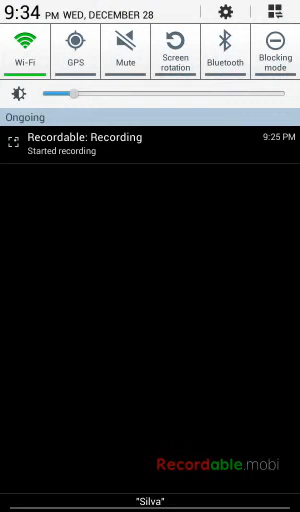 9:34 PM WED, DECEMBER 28
Wi-Fi
GPS
Mute
Screen
rotation
Bluetooth
Blocking
mode
Ongoing
Recordable: Recording
9:25 PM
Started recording
Recordable.mobi
"Silva"